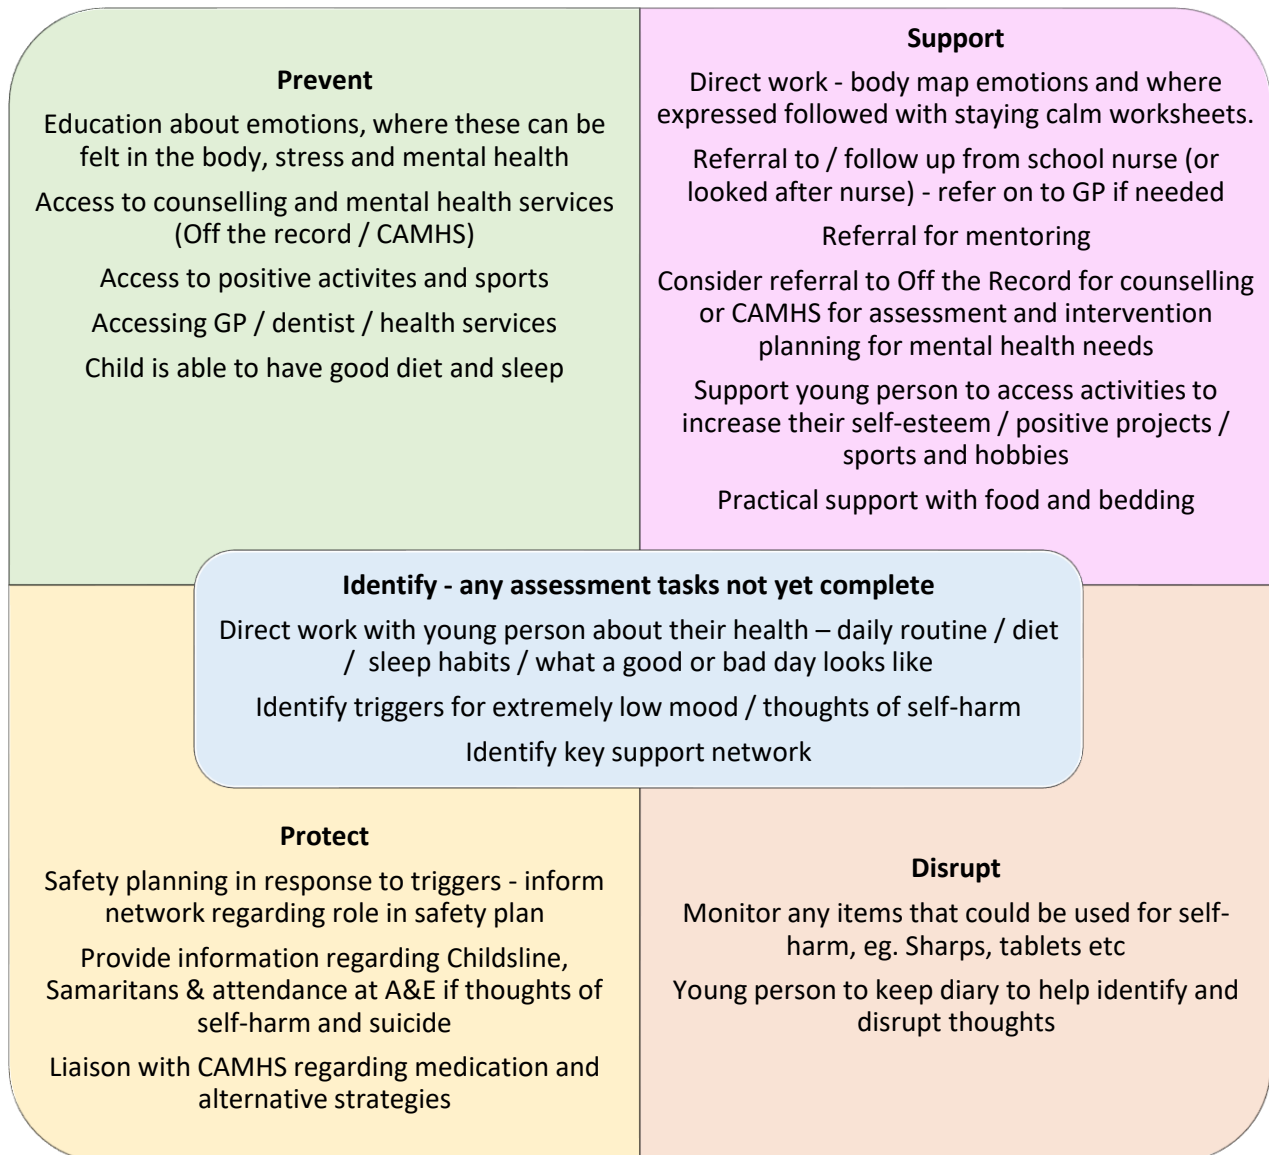 Prevent
Education about emotions, where these can be
felt in the body, stress and mental health
Access to counselling and mental health services
(Off the record / CAMHS)
Access to positive activites and sports
Accessing GP / dentist / health services
Child is able to have good diet and sleep
Support
Direct work - body map emotions and where
expressed followed with staying calm worksheets.
Referral to / follow up from school nurse (or
looked after nurse) - refer on to GP if needed
Referral for mentoring
Consider referral to Off the Record for counselling
or CAMHS for assessment and intervention
planning for mental health needs
Support young person to access activities to
increase their self-esteem / positive projects /
sports and hobbies
Practical support with food and bedding
Identify - any assessment tasks not yet complete
Direct work with young person about their health – daily routine / diet
/ sleep habits / what a good or bad day looks like
Identify triggers for extremely low mood / thoughts of self-harm
Identify key support network
Protect
Safety planning in response to triggers - inform
network regarding role in safety plan
Provide information regarding Childsline,
Samaritans & attendance at A&E if thoughts of
self-harm and suicide
Liaison with CAMHS regarding medication and
alternative strategies
Disrupt
Monitor any items that could be used for self-
harm, eg. Sharps, tablets etc
Young person to keep diary to help identify and
disrupt thoughts